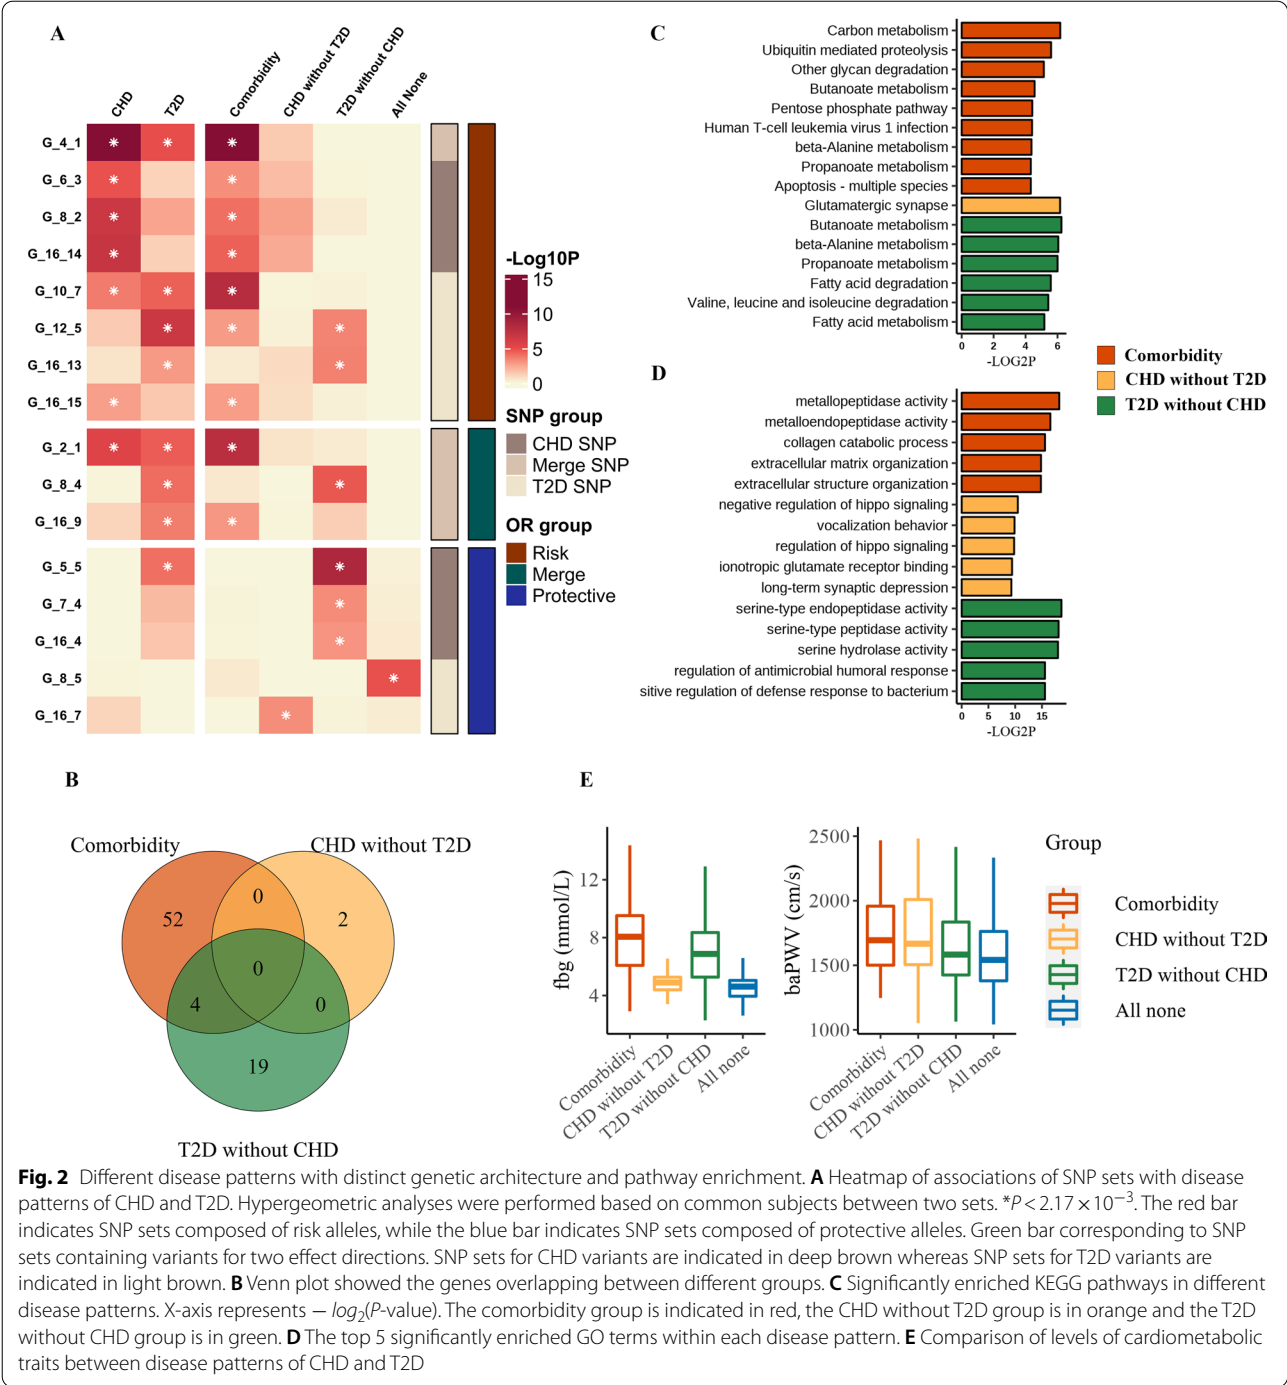 A
CHD
T2D
Comorbidity
CHD without T2D
T2D without CHD
All None
G_4_1
G_6_3
G_8_2
G_16_14
G_10_7
G_12_5
G_16_13
G_16_15
G_2_1
G_8_4
G_16_9
G_5_5
G_7_4
G_16_4
G_8_5
G_16_7
-Log10P
15
10
5
0
SNP group
CHD SNP
Merge SNP
T2D SNP
OR group
Risk
Merge
Protective
C
Carbon metabolism
Ubiquitin mediated proteolysis
Other glycan degradation
Butanoate metabolism
Pentose phosphate pathway
Human T-cell leukemia virus 1 infection
beta-Alanine metabolism
Propanoate metabolism
Apoptosis - multiple species
Glutamatergic synapse
Butanoate metabolism
beta-Alanine metabolism
Propanoate metabolism
Fatty acid degradation
Valine, leucine and isoleucine degradation
Fatty acid metabolism
0 2 4 6
-LOG2P
Comorbidity
CHD without T2D
T2D without CHD
D
metallopeptidase activity
metalloendopeptidase activity
collagen catabolic process
extracellular matrix organization
extracellular structure organization
negative regulation of hippo signaling
vocalization behavior
regulation of hippo signaling
ionotropic glutamate receptor binding
long-term synaptic depression
serine-type endopeptidase activity
serine-type peptidase activity
serine hydrolase activity
regulation of antimicrobial humoral response
sitive regulation of defense response to bacterium
0 5 10 15
-LOG2P
B
Comorbidity
CHD without T2D
0
52
2
0
4
0
19
T2D without CHD
E
fbg (mmol/L)
12
8
4
Comorbidity
CHD without T2D
T2D without CHD
All none
baPWV (cm/s)
2500
2000
1500
1000
Comorbidity
CHD without T2D
T2D without CHD
All none
Group
Comorbidity
CHD without T2D
T2D without CHD
All none
Fig. 2 Different disease patterns with distinct genetic architecture and pathway enrichment. A Heatmap of associations of SNP sets with disease
patterns of CHD and T2D. Hypergeometric analyses were performed based on common subjects between two sets. *P < 2.17 × 10⁻³. The red bar
indicates SNP sets composed of risk alleles, while the blue bar indicates SNP sets composed of protective alleles. Green bar corresponding to SNP
sets containing variants for two effect directions. SNP sets for CHD variants are indicated in deep brown whereas SNP sets for T2D variants are
indicated in light brown. B Venn plot showed the genes overlapping between different groups. C Significantly enriched KEGG pathways in different
disease patterns. X-axis represents − log₂(P-value). The comorbidity group is indicated in red, the CHD without T2D group is in orange and the T2D
without CHD group is in green. D The top 5 significantly enriched GO terms within each disease pattern. E Comparison of levels of cardiometabolic
traits between disease patterns of CHD and T2D